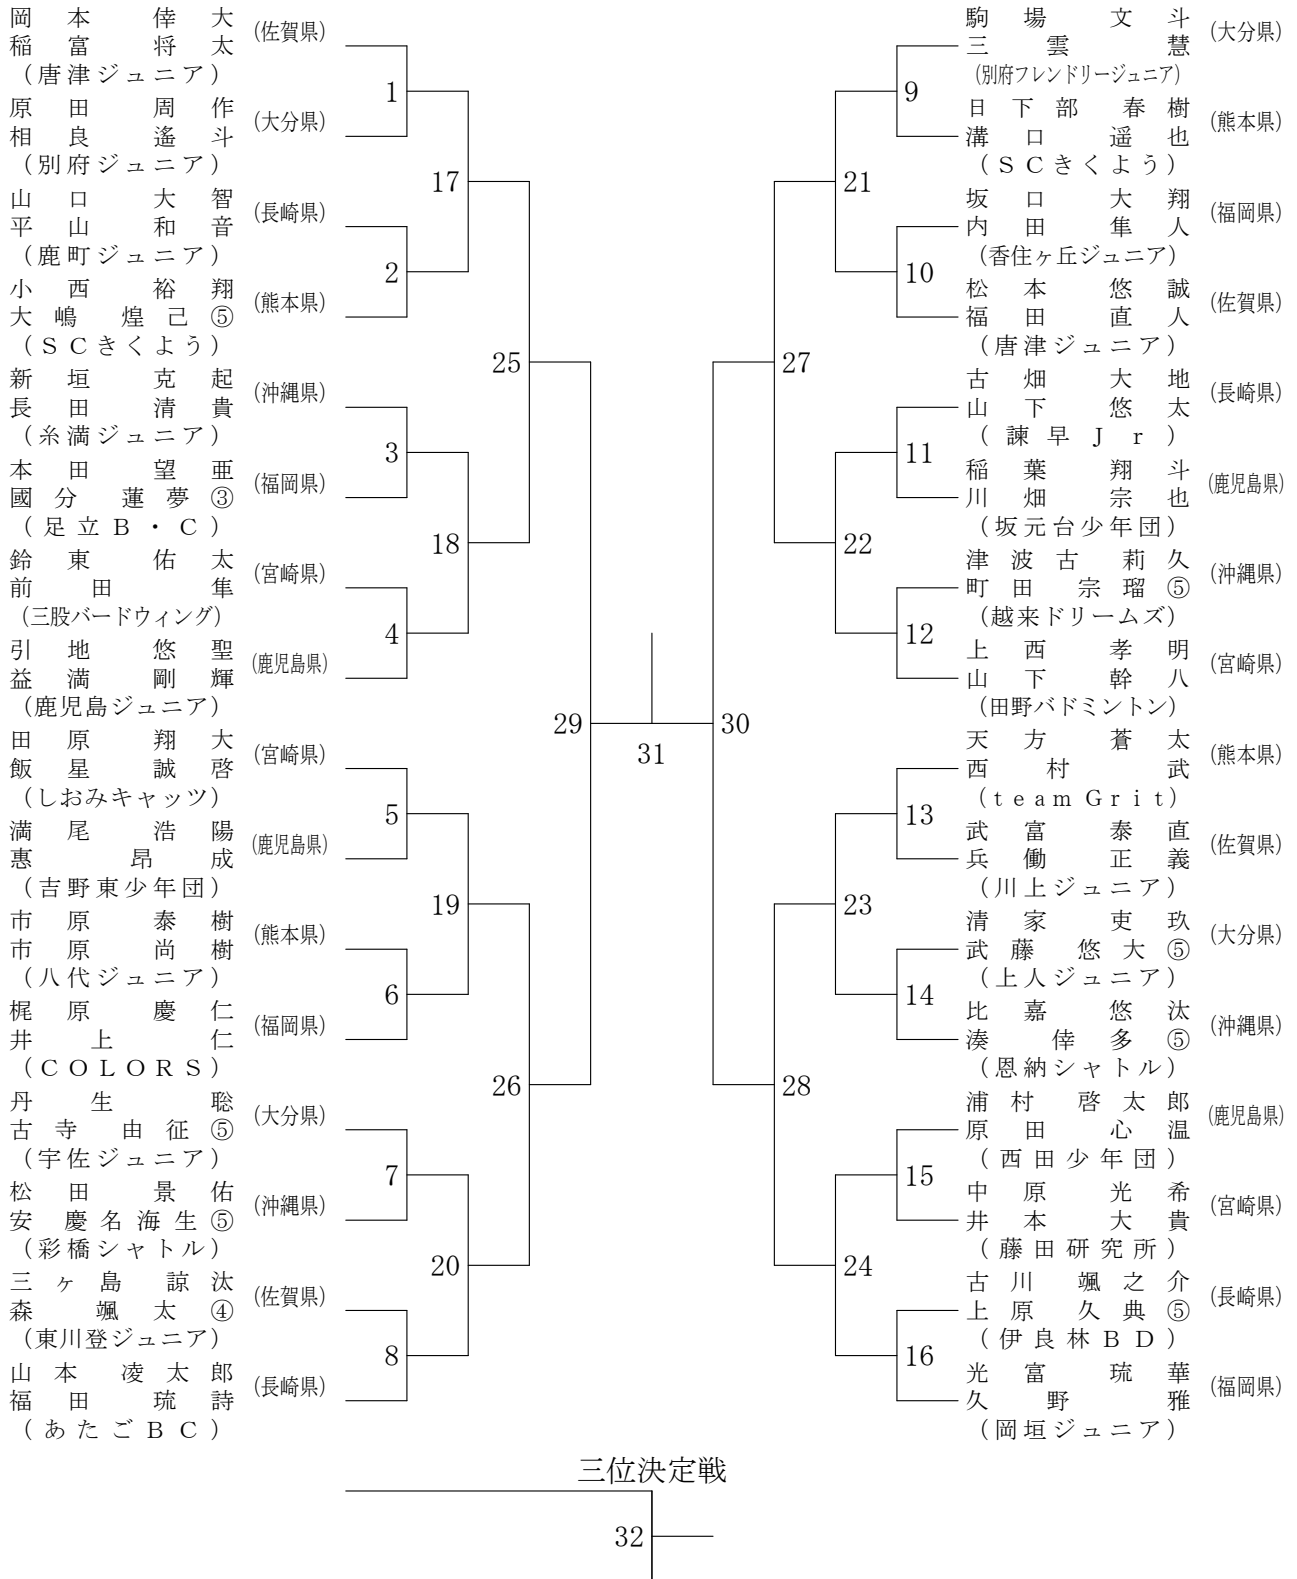 岡本倖大
稲富将太
(佐賀県)
(唐津ジュニア)
1
原田周作
相良遙斗
(大分県)
(別府ジュニア)
17
山口大智
平山和音
(長崎県)
(鹿町ジュニア)
2
小西裕翔
大嶋煌己⑤
(熊本県)
(SCきくよう)
25
新垣克起
長田清貴
(沖縄県)
(糸満ジュニア)
3
本田望亜
國分蓮夢③
(福岡県)
(足立B・C)
18
鈴東佑太
前田隼
(宮崎県)
(三股バードウィング)
4
引地悠聖
益満剛輝
(鹿児島県)
(鹿児島ジュニア)
29
田原翔大
飯星誠啓
(宮崎県)
(しおみキャッツ)
5
満尾浩陽
惠昂成
(鹿児島県)
(吉野東少年団)
19
市原泰樹
市原尚樹
(熊本県)
(八代ジュニア)
6
梶原慶仁
井上仁
(福岡県)
(COLORS)
26
丹生聡
古寺由征⑤
(大分県)
(宇佐ジュニア)
7
松田景佑
安慶名海生⑤
(沖縄県)
(彩橋シャトル)
20
三ヶ島諒汰
森颯太④
(佐賀県)
(東川登ジュニア)
8
山本凌太郎
福田琉詩
(長崎県)
(あたごBC)
31
駒場文斗
三雲慧
(大分県)
(別府フレンドリージュニア)
9
日下部春樹
溝口遥也
(熊本県)
(SCきくよう)
21
坂口大翔
内田隼人
(福岡県)
(香住ヶ丘ジュニア)
10
松本悠誠
福田直人
(佐賀県)
(唐津ジュニア)
27
古畑大地
山下悠太
(長崎県)
(諫早Jr)
11
稲葉翔斗
川畑宗也
(鹿児島県)
(坂元台少年団)
22
津波古莉久
町田宗瑠⑤
(沖縄県)
(越来ドリームズ)
12
上西孝明
山下幹八
(宮崎県)
(田野バドミントン)
30
天方蒼太
西村武
(熊本県)
(team Grit)
13
武富泰直
兵働正義
(佐賀県)
(川上ジュニア)
23
清家吏玖
武藤悠大⑤
(大分県)
(上人ジュニア)
14
比嘉悠汰
湊倖多⑤
(沖縄県)
(恩納シャトル)
28
浦村啓太郎
原田心温
(鹿児島県)
(西田少年団)
15
中原光希
井本大貴
(宮崎県)
(藤田研究所)
24
古川颯之介
上原久典⑤
(長崎県)
(伊良林BD)
16
光富琉華
久野雅
(福岡県)
(岡垣ジュニア)
三位決定戦
32